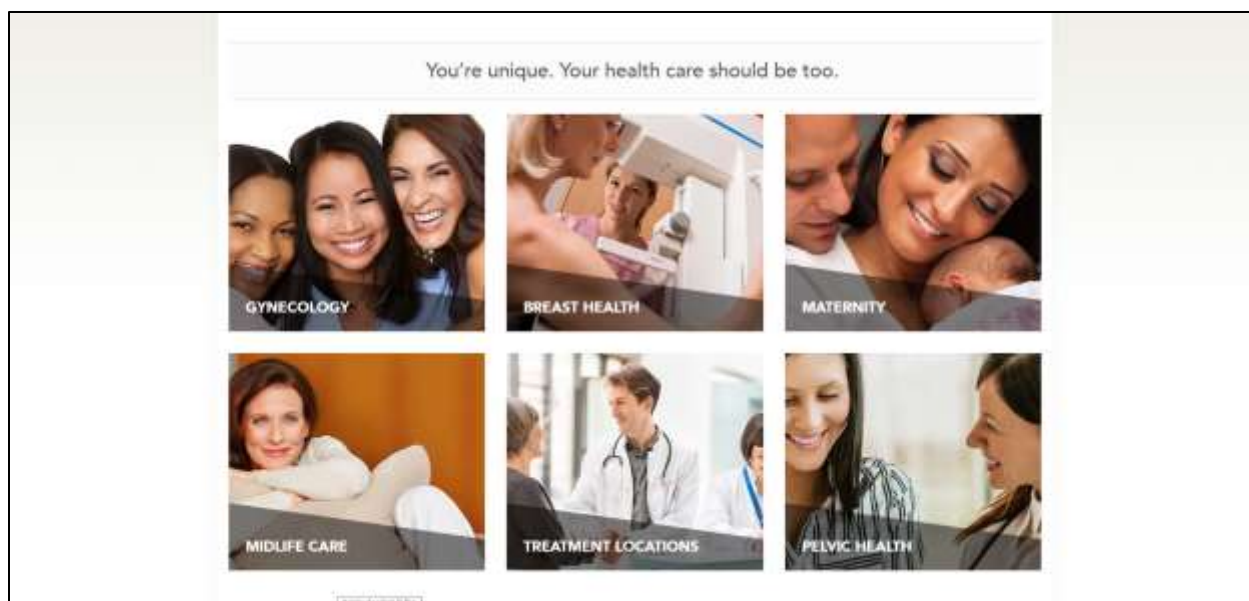 You're unique. Your health care should be too.
GYNECOLOGY
BREAST HEALTH
MATERNITY
MIDLIFE CARE
TREATMENT LOCATIONS
PELVIC HEALTH